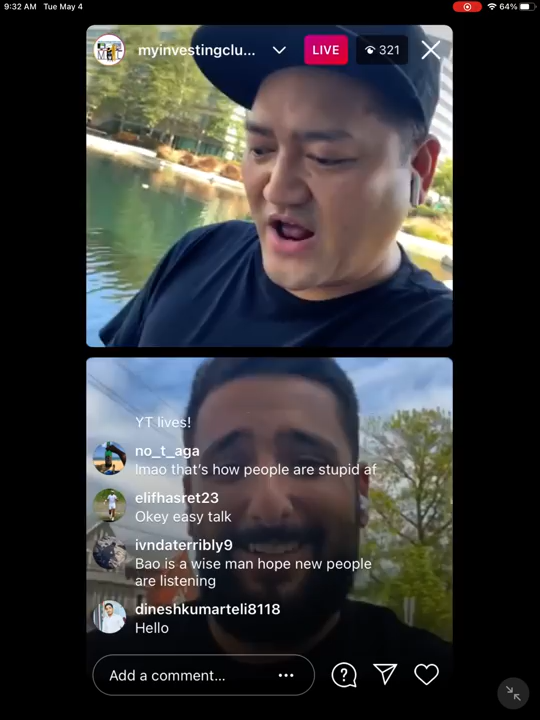 9:32 AM Tue May 4
64%
myinvestingclu...
LIVE
321
YT lives!
no_t_aga
lmao that's how people are stupid af
elifhasret23
Okey easy talk
ivndaterribly9
Bao is a wise man hope new people
are listening
dineshkumarteli8118
Hello
Add a comment...